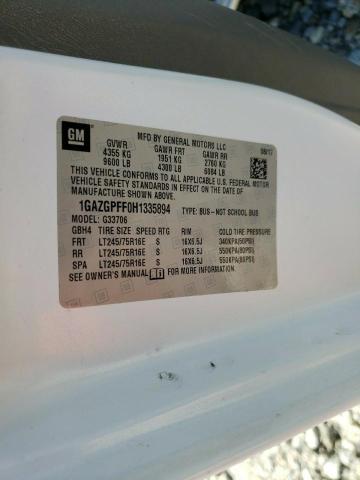 GM
MFD BY GENERAL MOTORS LLC
08/17
GVWR GAWR FRT GAWR RR
4355 KG 1951 KG 2760 KG
9600 LB 4300 LB 6084 LB
THIS VEHICLE CONFORMS TO ALL APPLICABLE U.S. FEDERAL MOTOR
VEHICLE SAFETY STANDARDS IN EFFECT ON THE DATE OF
MANUFACTURE SHOWN ABOVE.
1GAZGPFF0H1335894 TYPE: BUS–NOT SCHOOL BUS
MODEL: G33706
GBH4 TIRE SIZE SPEED RTG RIM COLD TIRE PRESSURE
FRT LT245/75R16E S 16X6.5J 340KPA(50PSI)
RR LT245/75R16E S 16X6.5J 550KPA(80PSI)
SPA LT245/75R16E S 16X6.5J 550KPA(80PSI)
SEE OWNER'S MANUAL FOR ADDITIONAL INFORMATION.